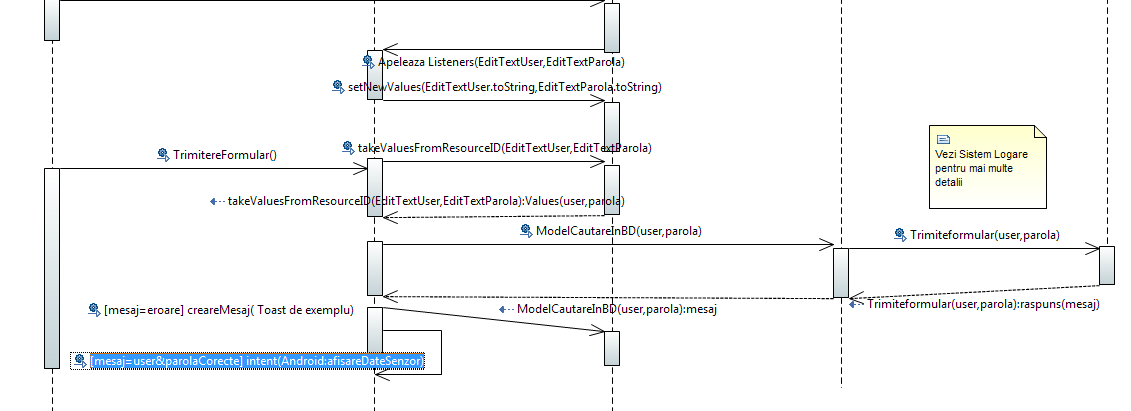 Apeleaza Listeners(EditTextUser,EditTextParola)
setNewValues(EditTextUser.toString,EditTextParola.toString)
takeValuesFromResourceID(EditTextUser,EditTextParola)
TrimitereFormular()
Vezi Sistem Logare
pentru mai multe
detalii
takeValuesFromResourceID(EditTextUser,EditTextParola):Values(user,parola)
ModelCautareInBD(user,parola)
Trimiteformular(user,parola)
Trimiteformular(user,parola):raspuns(mesaj)
[mesaj=eroare] creareMesaj( Toast de exemplu)
ModelCautareInBD(user,parola):mesaj
[mesaj=user&parolaCorecte] intent(Android:afisareDateSenzor)